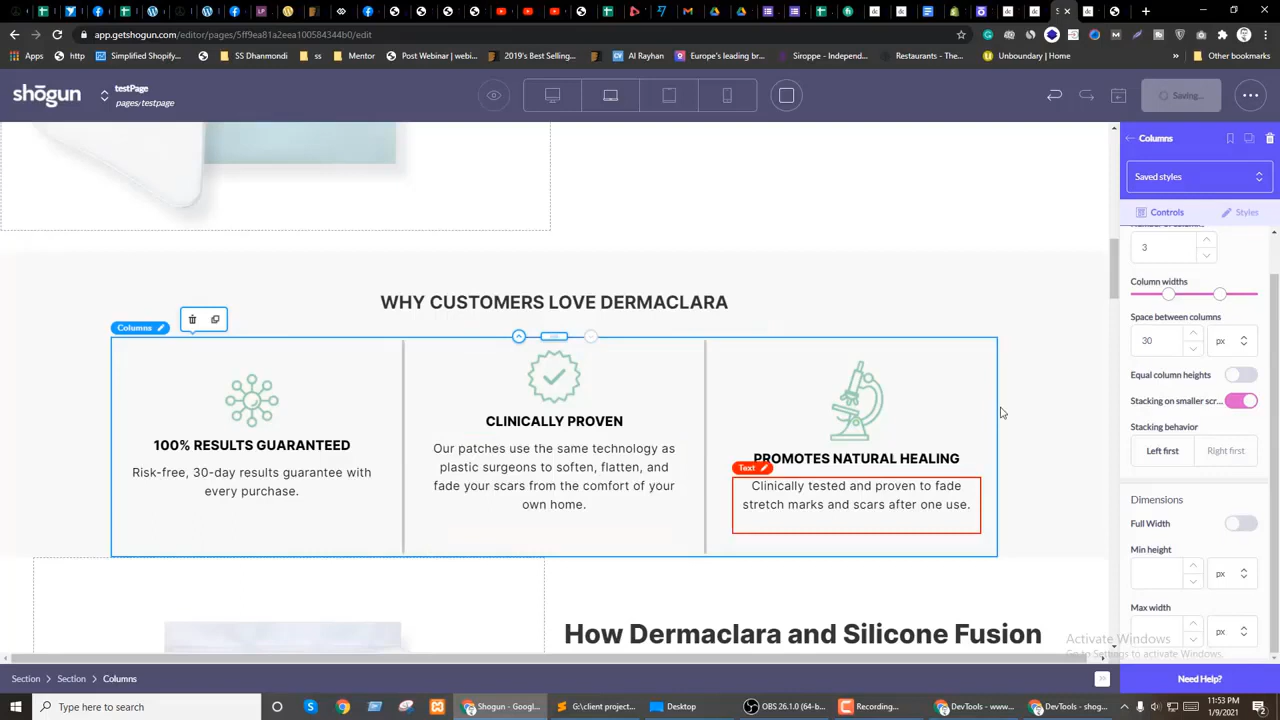 app.getshogun.com/editor/pages/5ff9ea81a2eea100584344b0/edit
Apps
http
Simplified Shopify...
SS Dhanmondi
ss
Mentor
Post Webinar | web...
2019's Best Selling...
Al Rayhan
Europe's leading br...
Siroppe - Independ...
Restaurants - The...
Unboundary | Home
Other bookmarks
shōgun
testPage
pages/testpage
Saving...
Columns
Saved styles
Controls
Styles
3
Column widths
Space between columns
30
px
Equal column heights
Stacking on smaller scr...
Stacking behavior
Left first
Right first
Dimensions
Full Width
Min height
px
Max width
px
Activate Windows
Go to Settings to activate Windows.
Need Help?
WHY CUSTOMERS LOVE DERMACLARA
Columns
100% RESULTS GUARANTEED
Risk-free, 30-day results guarantee with
every purchase.
CLINICALLY PROVEN
Our patches use the same technology as
plastic surgeons to soften, flatten, and
fade your scars from the comfort of your
own home.
PROMOTES NATURAL HEALING
Text
Clinically tested and proven to fade
stretch marks and scars after one use.
How Dermaclara and Silicone Fusion
Section
Section
Columns
Type here to search
Shogun - Googl...
G:\client project...
Desktop
OBS 26.1.0 (64-b...
Recording...
DevTools - www...
DevTools - shog...
11:53 PM
1/9/2021